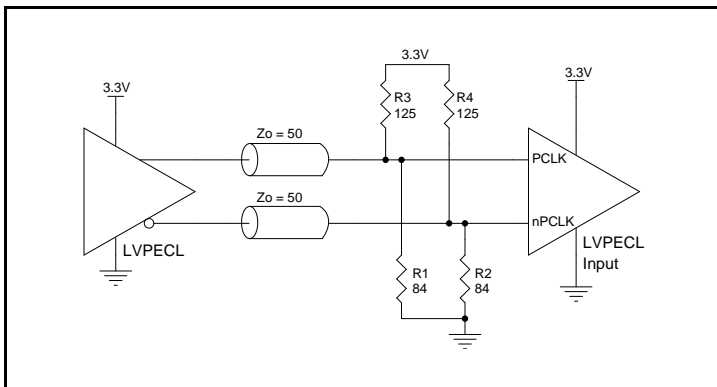 3.3V
3.3V
3.3V
R3
125
R4
125
Zo = 50
PCLK
Zo = 50
nPCLK
LVPECL
LVPECL
Input
R1
84
R2
84